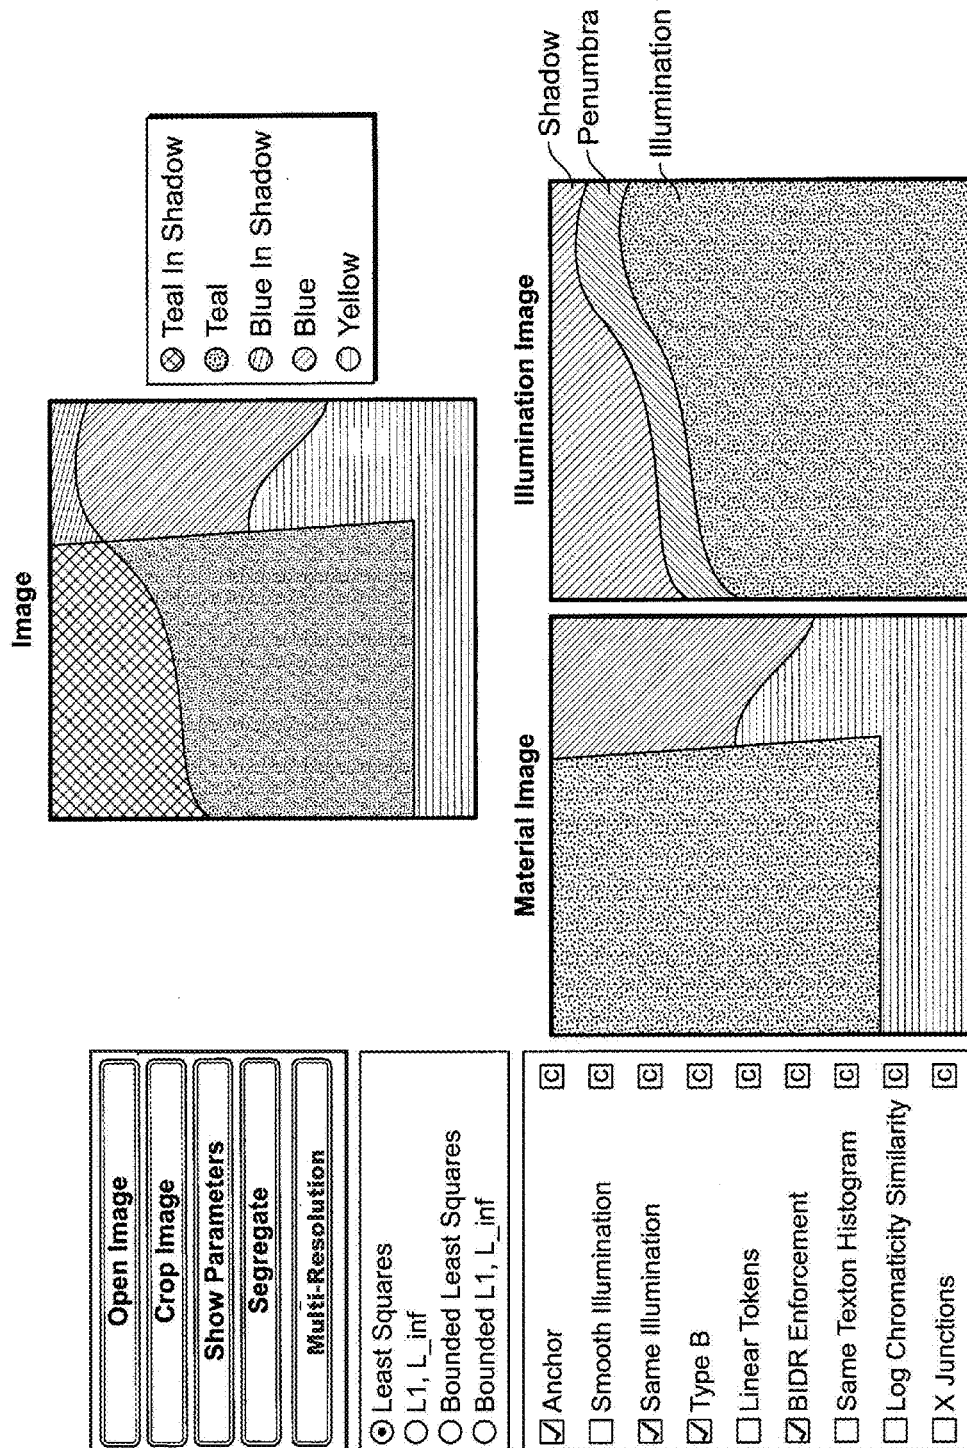 Open Image
Crop Image
Show Parameters
Segregate
Multi-Resolution
Least Squares
L1, L_inf
Bounded Least Squares
Bounded L1, L_inf
Anchor C
Smooth Illumination C
Same Illumination C
Type B C
Linear Tokens C
BIDR Enforcement C
Same Texton Histogram C
Log Chromaticity Similarity C
X Junctions C
Image
Teal In Shadow
Teal
Blue In Shadow
Blue
Yellow
Material Image
Illumination Image
Shadow
Penumbra
Illumination